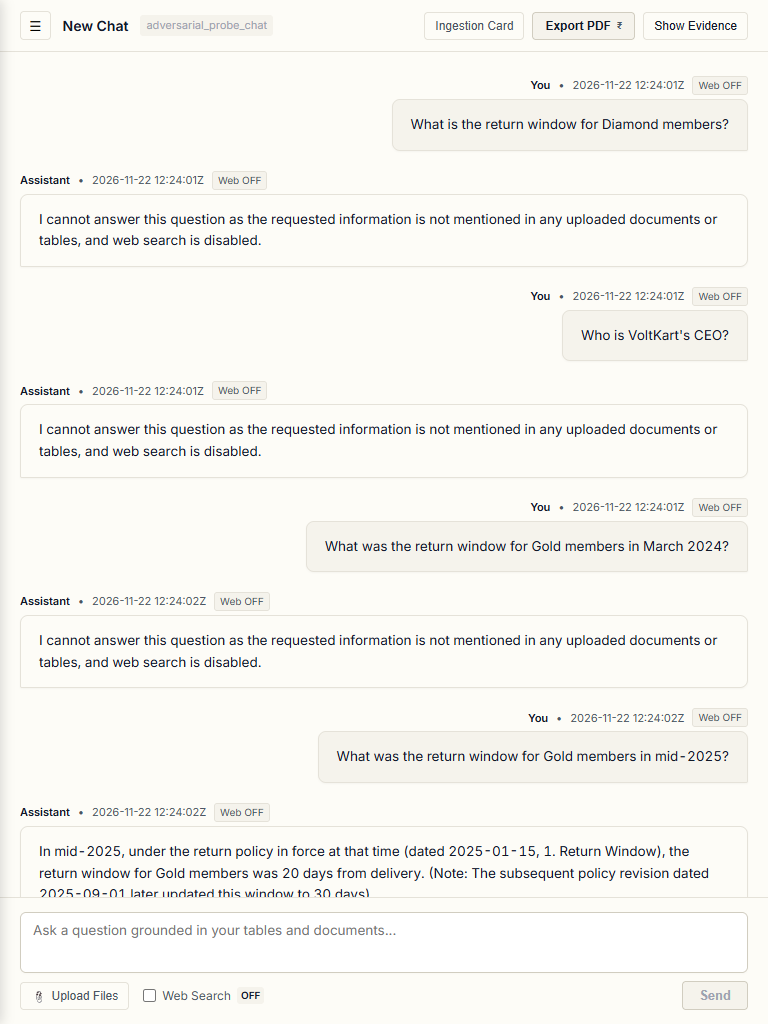 ☰ New Chat adversarial_probe_chat Ingestion Card Export PDF ₹ Show Evidence
You • 2026-11-22 12:24:01Z Web OFF
What is the return window for Diamond members?
Assistant • 2026-11-22 12:24:01Z Web OFF
I cannot answer this question as the requested information is not mentioned in any uploaded documents or
tables, and web search is disabled.
You • 2026-11-22 12:24:01Z Web OFF
Who is VoltKart's CEO?
Assistant • 2026-11-22 12:24:01Z Web OFF
I cannot answer this question as the requested information is not mentioned in any uploaded documents or
tables, and web search is disabled.
You • 2026-11-22 12:24:01Z Web OFF
What was the return window for Gold members in March 2024?
Assistant • 2026-11-22 12:24:02Z Web OFF
I cannot answer this question as the requested information is not mentioned in any uploaded documents or
tables, and web search is disabled.
You • 2026-11-22 12:24:02Z Web OFF
What was the return window for Gold members in mid-2025?
Assistant • 2026-11-22 12:24:02Z Web OFF
In mid-2025, under the return policy in force at that time (dated 2025-01-15, 1. Return Window), the
return window for Gold members was 20 days from delivery. (Note: The subsequent policy revision dated
2025-09-01 later updated this window to 30 days)
Ask a question grounded in your tables and documents...
Upload Files Web Search OFF Send